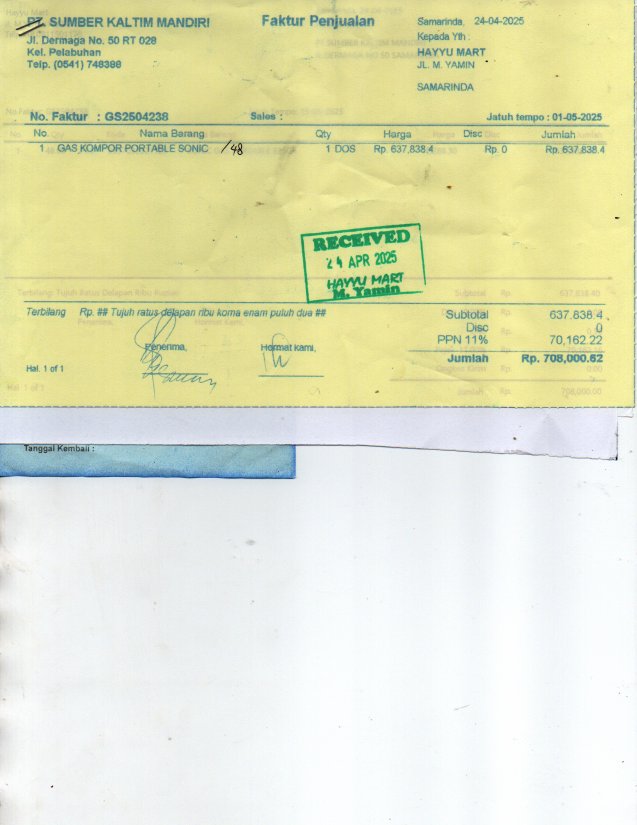 PT. SUMBER KALTIM MANDIRI
Jl. Dermaga No. 50 RT 028
Kel. Pelabuhan
Telp. (0541) 748388
Faktur Penjualan
Samarinda, 24-04-2025
Kepada Yth :
HAYYU MART
JL. M. YAMIN
SAMARINDA
No. Faktur : GS2504238 Sales : Jatuh tempo : 01-05-2025
No. Nama Barang Qty Harga Disc Jumlah
1 GAS KOMPOR PORTABLE SONIC /48 1 DOS Rp. 637,838.4 Rp. 0 Rp. 637,838.4
RECEIVED
24 APR 2025
HAYYU MART
M. Yamin
Terbilang Rp. ## Tujuh ratus delapan ribu koma enam puluh dua ##
Subtotal 637,838.4
Disc 0
PPN 11% 70,162.22
Jumlah Rp. 708,000.62
Penerima, Hormat kami,
Hal. 1 of 1
Tanggal Kembali :